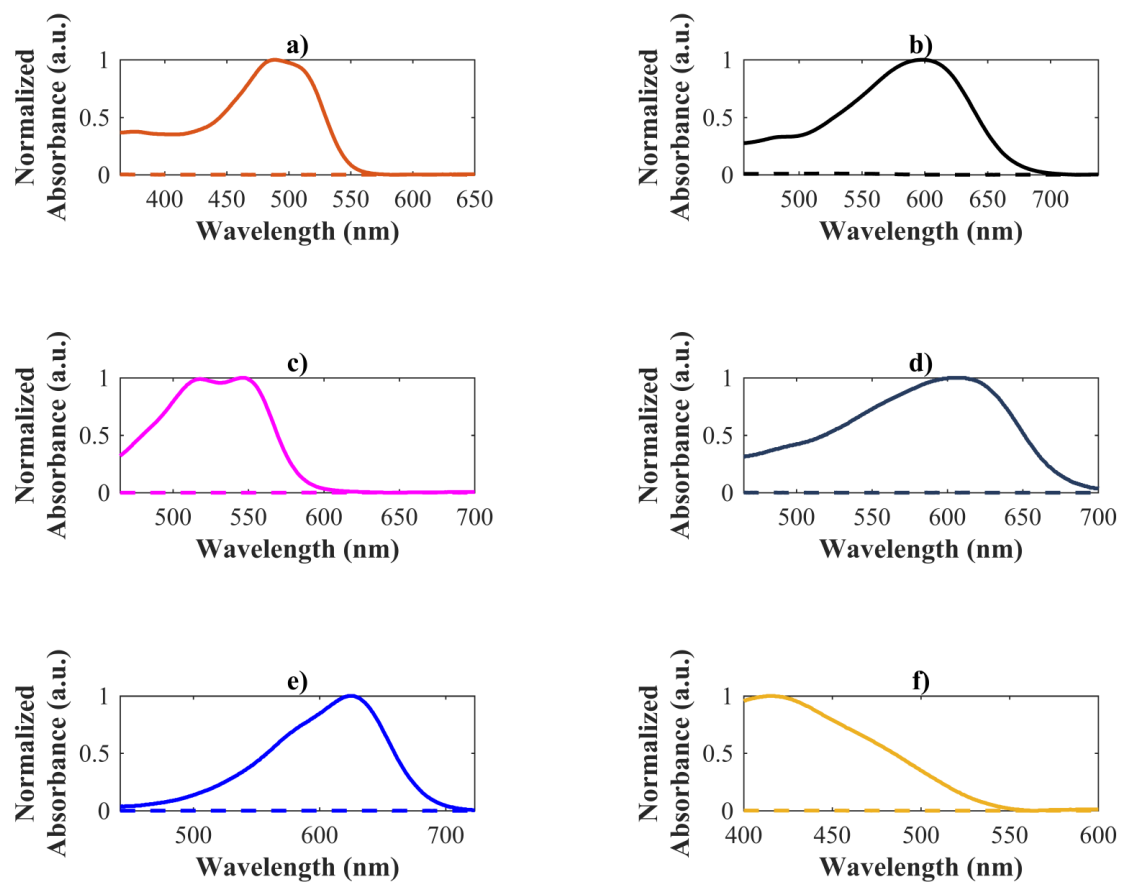 a)
Normalized
Absorbance (a.u.)
1
0.5
0
400 450 500 550 600 650
Wavelength (nm)
b)
Normalized
Absorbance (a.u.)
1
0.5
0
500 550 600 650 700
Wavelength (nm)
c)
Normalized
Absorbance (a.u.)
1
0.5
0
500 550 600 650 700
Wavelength (nm)
d)
Normalized
Absorbance (a.u.)
1
0.5
0
500 550 600 650 700
Wavelength (nm)
e)
Normalized
Absorbance (a.u.)
1
0.5
0
500 600 700
Wavelength (nm)
f)
Normalized
Absorbance (a.u.)
1
0.5
0
400 450 500 550 600
Wavelength (nm)